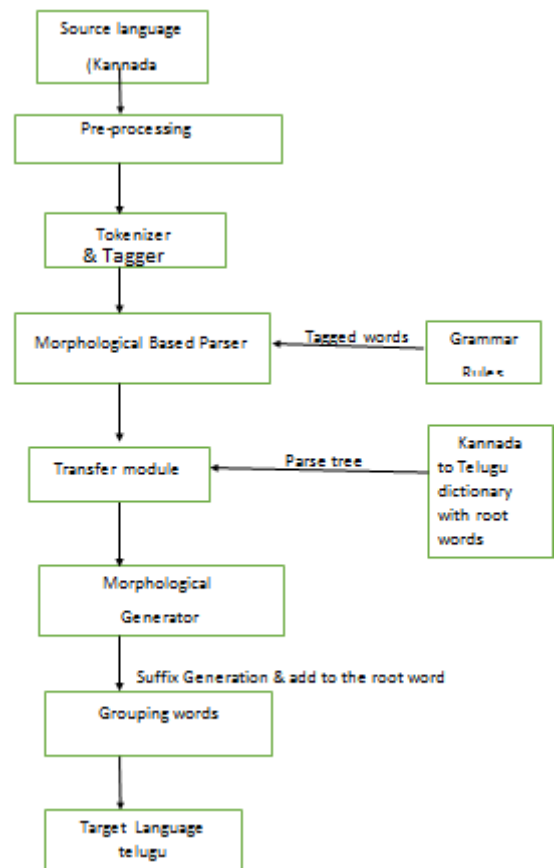 Source language
(Kannada
Pre-processing
Tokenizer
& Tagger
Morphological Based Parser
Tagged words
Grammar
Rules
Transfer module
Parse tree
Kannada
to Telugu
dictionary
with root
words
Morphological
Generator
Suffix Generation & add to the root word
Grouping words
Target Language
telugu